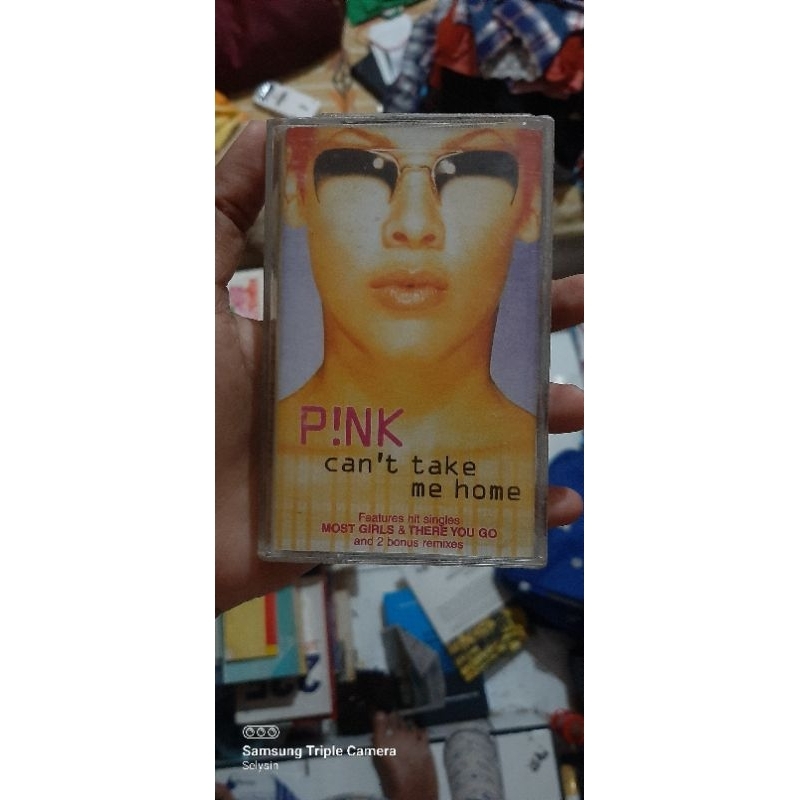 P!NK
can't take
me home
Features hit singles
MOST GIRLS & THERE YOU GO
and 2 bonus remixes
Samsung Triple Camera
Selysin